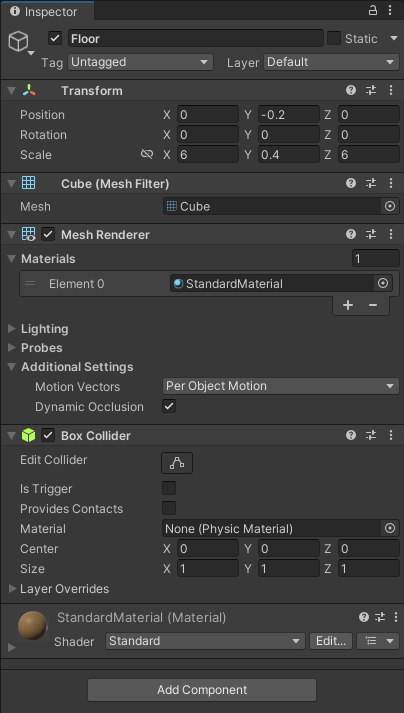 Inspector
Floor Static
Tag Untagged Layer Default
Transform
Position X 0 Y -0.2 Z 0
Rotation X 0 Y 0 Z 0
Scale X 6 Y 0.4 Z 6
Cube (Mesh Filter)
Mesh Cube
Mesh Renderer
Materials 1
Element 0 StandardMaterial
+ −
Lighting
Probes
Additional Settings
Motion Vectors Per Object Motion
Dynamic Occlusion
Box Collider
Edit Collider
Is Trigger
Provides Contacts
Material None (Physic Material)
Center X 0 Y 0 Z 0
Size X 1 Y 1 Z 1
Layer Overrides
StandardMaterial (Material)
Shader Standard Edit...
Add Component